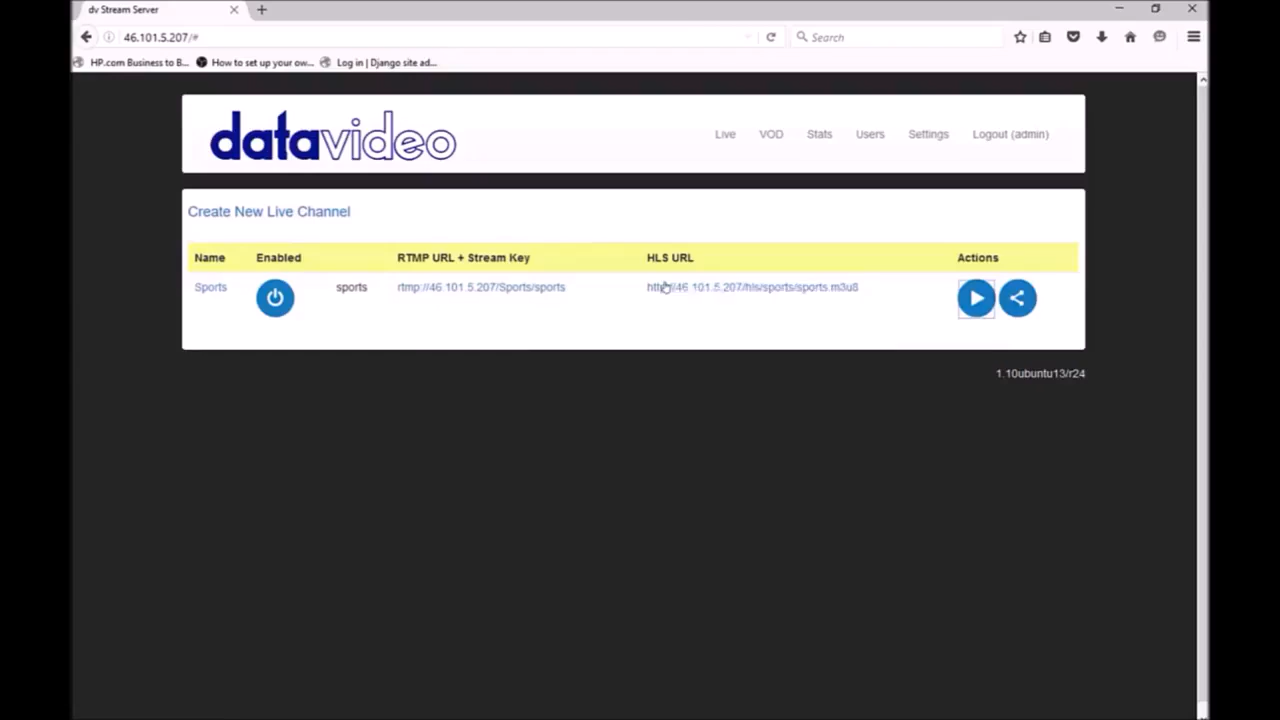 dv Stream Server
46.101.5.207/#
Search
HP.com Business to B...
How to set up your ow...
Log in | Django site ad...
datavideo
Live VOD Stats Users Settings Logout (admin)
Create New Live Channel
Name Enabled RTMP URL + Stream Key HLS URL Actions
Sports sports rtmp://46.101.5.207/Sports/sports http://46.101.5.207/hls/sports/sports.m3u8
1.10ubuntu13/r24